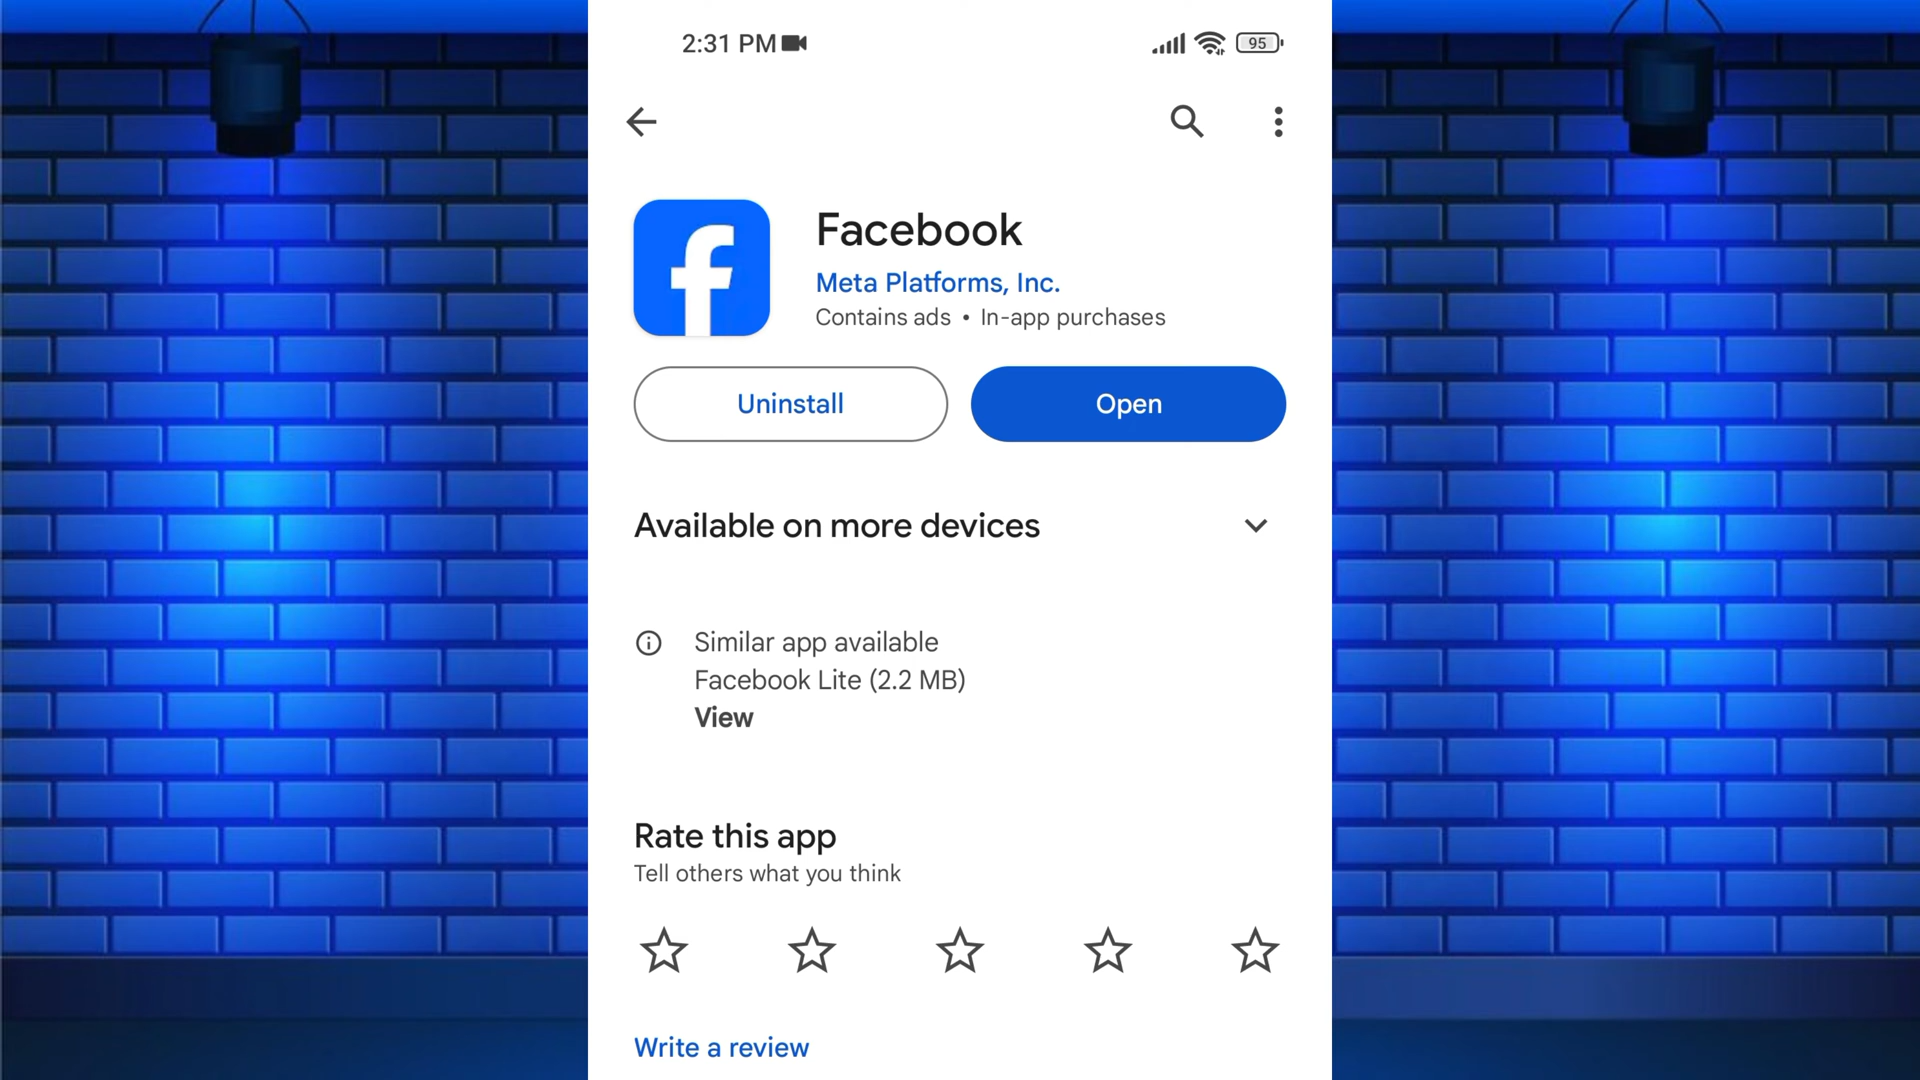 2:31 PM
95
Facebook
Meta Platforms, Inc.
Contains ads • In-app purchases
Uninstall
Open
Available on more devices
Similar app available
Facebook Lite (2.2 MB)
View
Rate this app
Tell others what you think
Write a review